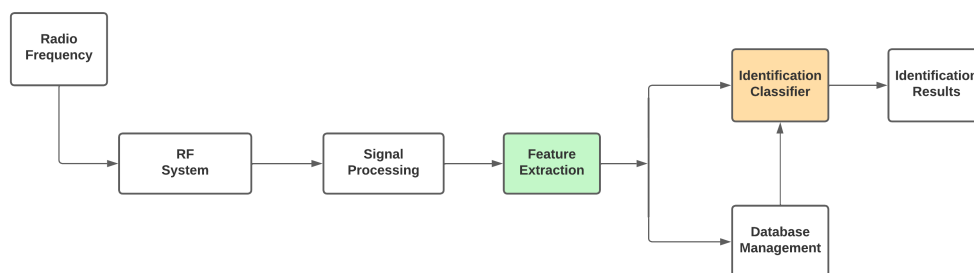 Radio
Frequency
RF
System
Signal
Processing
Feature
Extraction
Identification
Classifier
Identification
Results
Database
Management